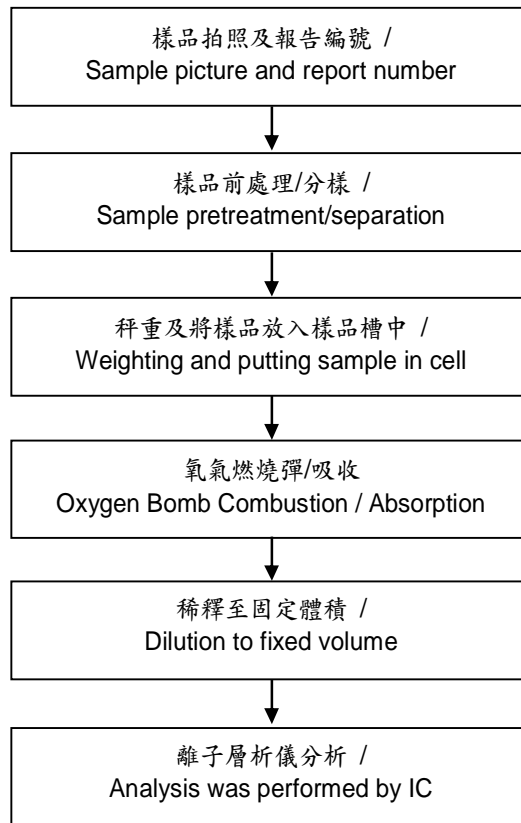 樣品拍照及報告編號 /
Sample picture and report number
樣品前處理/分樣 /
Sample pretreatment/separation
秤重及將樣品放入樣品槽中 /
Weighting and putting sample in cell
氧氣燃燒彈/吸收
Oxygen Bomb Combustion / Absorption
稀釋至固定體積 /
Dilution to fixed volume
離子層析儀分析 /
Analysis was performed by IC